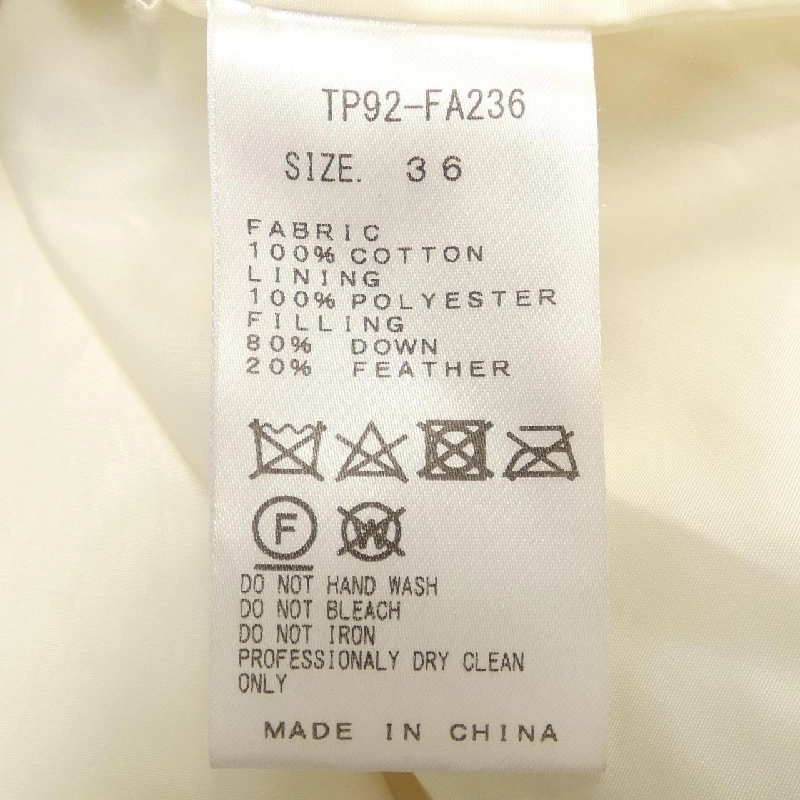 TP92-FA236
SIZE. 36
FABRIC
100% COTTON
LINING
100% POLYESTER
FILLING
80% DOWN
20% FEATHER
F W
DO NOT HAND WASH
DO NOT BLEACH
DO NOT IRON
PROFESSIONALY DRY CLEAN
ONLY
MADE IN CHINA